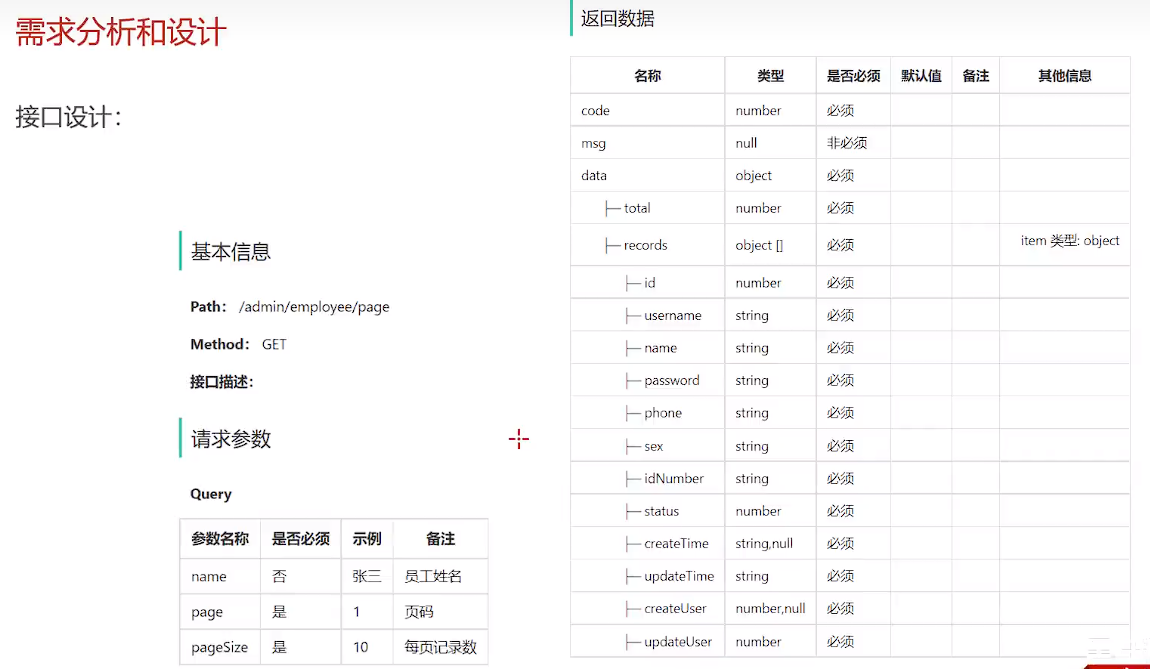 需求分析和设计
接口设计：
基本信息
Path： /admin/employee/page
Method： GET
接口描述：
请求参数
Query
参数名称 是否必须 示例 备注
name 否 张三 员工姓名
page 是 1 页码
pageSize 是 10 每页记录数
返回数据
名称 类型 是否必须 默认值 备注 其他信息
code number 必须
msg null 非必须
data object 必须
├─ total number 必须
├─ records object [] 必须 item 类型: object
├─ id number 必须
├─ username string 必须
├─ name string 必须
├─ password string 必须
├─ phone string 必须
├─ sex string 必须
├─ idNumber string 必须
├─ status number 必须
├─ createTime string,null 必须
├─ updateTime string 必须
├─ createUser number,null 必须
├─ updateUser number 必须